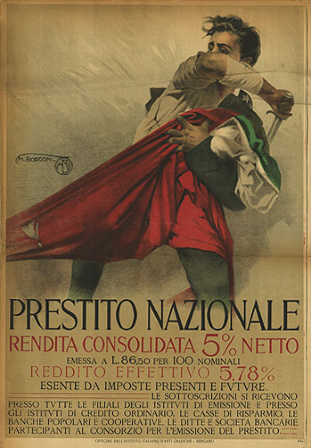 M. BORGONI
PRESTITO NAZIONALE
RENDITA CONSOLIDATA 5% NETTO
EMESSA A L. 86,50 PER 100 NOMINALI
REDDITO EFFETTIVO 5,78%
ESENTE DA IMPOSTE PRESENTI E FVTVRE.
LE SOTTOSCRIZIONI SI RICEVONO
PRESSO TVTTE LE FILIALI DEGLI ISTITVTI DI EMISSIONE E PRESSO
GLI ISTITVTI DI CREDITO ORDINARIO, LE CASSE DI RISPARMIO, LE
BANCHE POPOLARI E COOPERATIVE, LE DITTE E SOCIETÀ BANCARIE
PARTECIPANTI AL CONSORZIO PER L'EMISSIONE DEL PRESTITO.
OFFICINE DELL'ISTITUTO ITALIANO D'ARTI GRAFICHE - BERGAMO